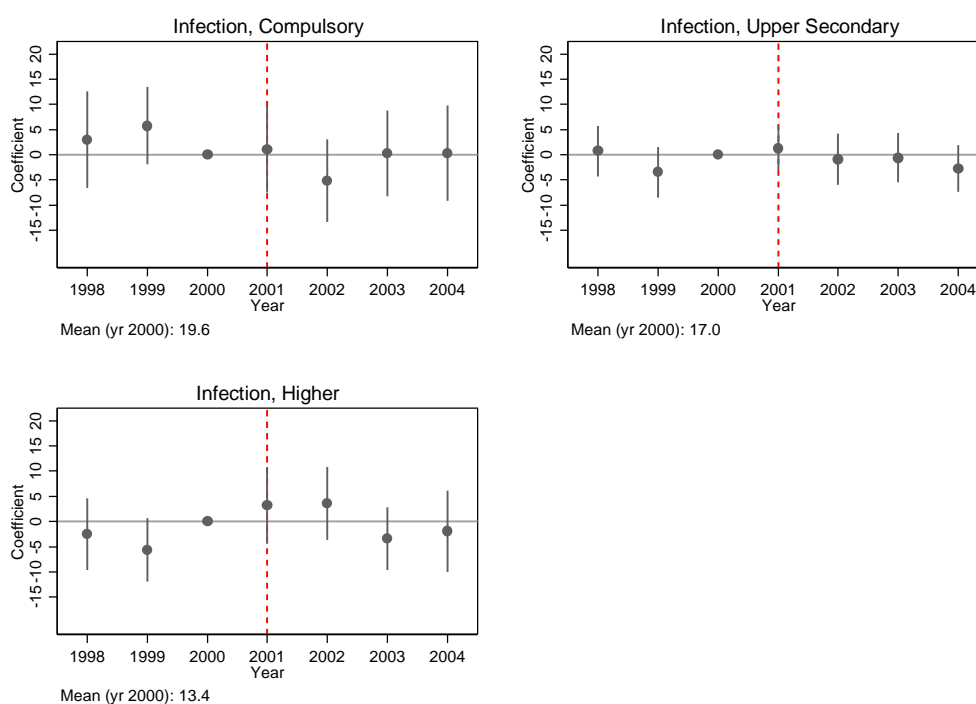 Infection, Compulsory
Coefficient
20
15
10
5
0
-5
-10
-15
1998 1999 2000 2001 2002 2003 2004
Year
Mean (yr 2000): 19.6
Infection, Upper Secondary
Coefficient
20
15
10
5
0
-5
-10
-15
1998 1999 2000 2001 2002 2003 2004
Year
Mean (yr 2000): 17.0
Infection, Higher
Coefficient
20
15
10
5
0
-5
-10
-15
1998 1999 2000 2001 2002 2003 2004
Year
Mean (yr 2000): 13.4